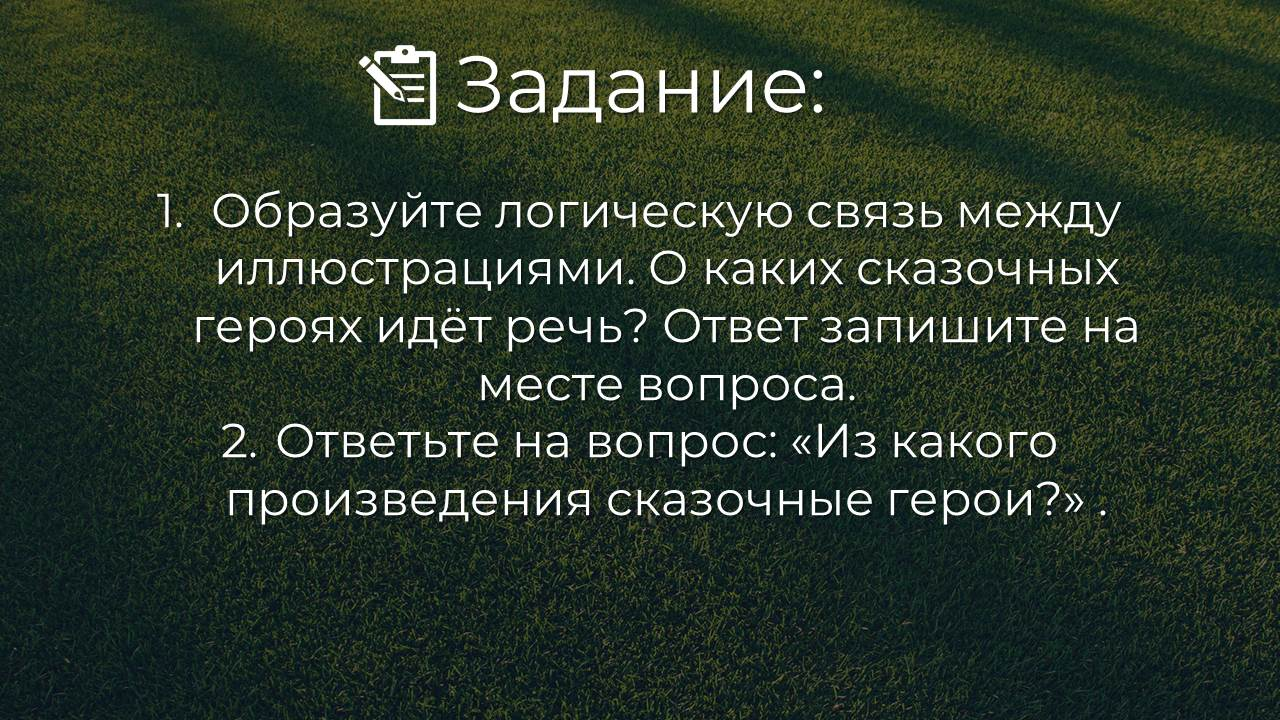 Задание:
1. Образуйте логическую связь между
иллюстрациями. О каких сказочных
героях идёт речь? Ответ запишите на
месте вопроса.
2. Ответьте на вопрос: «Из какого
произведения сказочные герои?» .